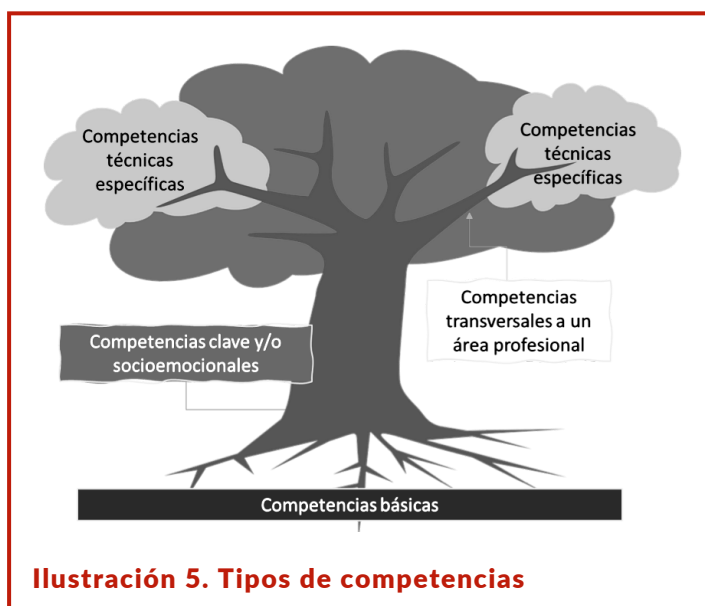 Competencias
técnicas
específicas
Competencias
técnicas
específicas
Competencias
transversales a un
área profesional
Competencias clave y/o
socioemocionales
Competencias básicas
Ilustración 5. Tipos de competencias